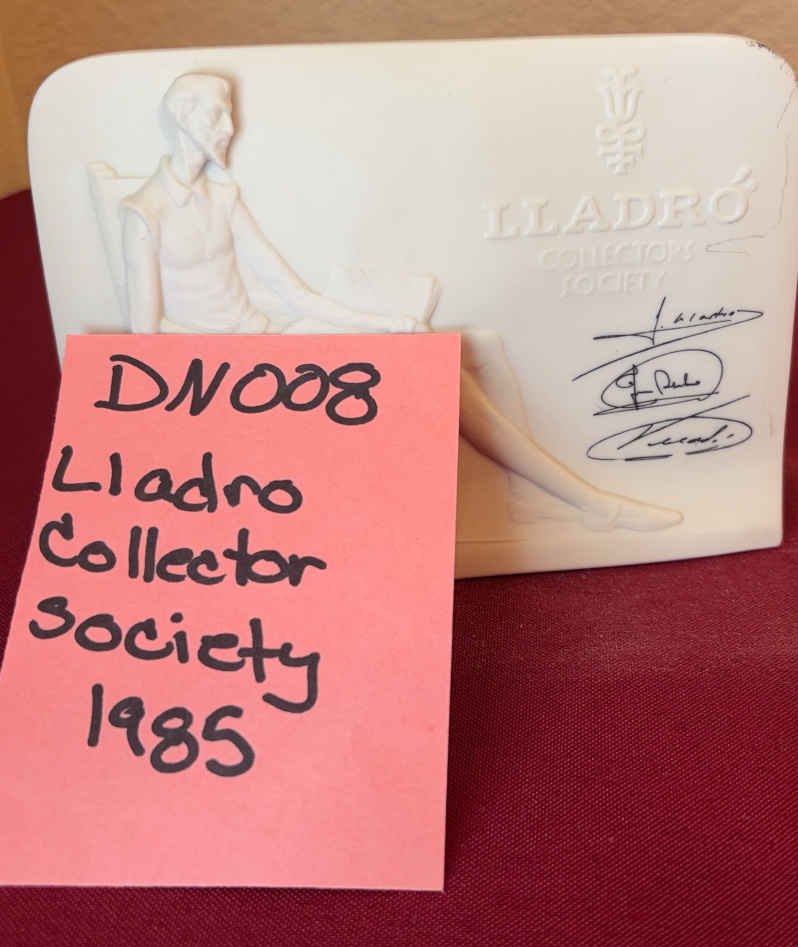 LLADRÓ
COLLECTORS
SOCIETY
DN008
Lladro
Collector
Society
1985